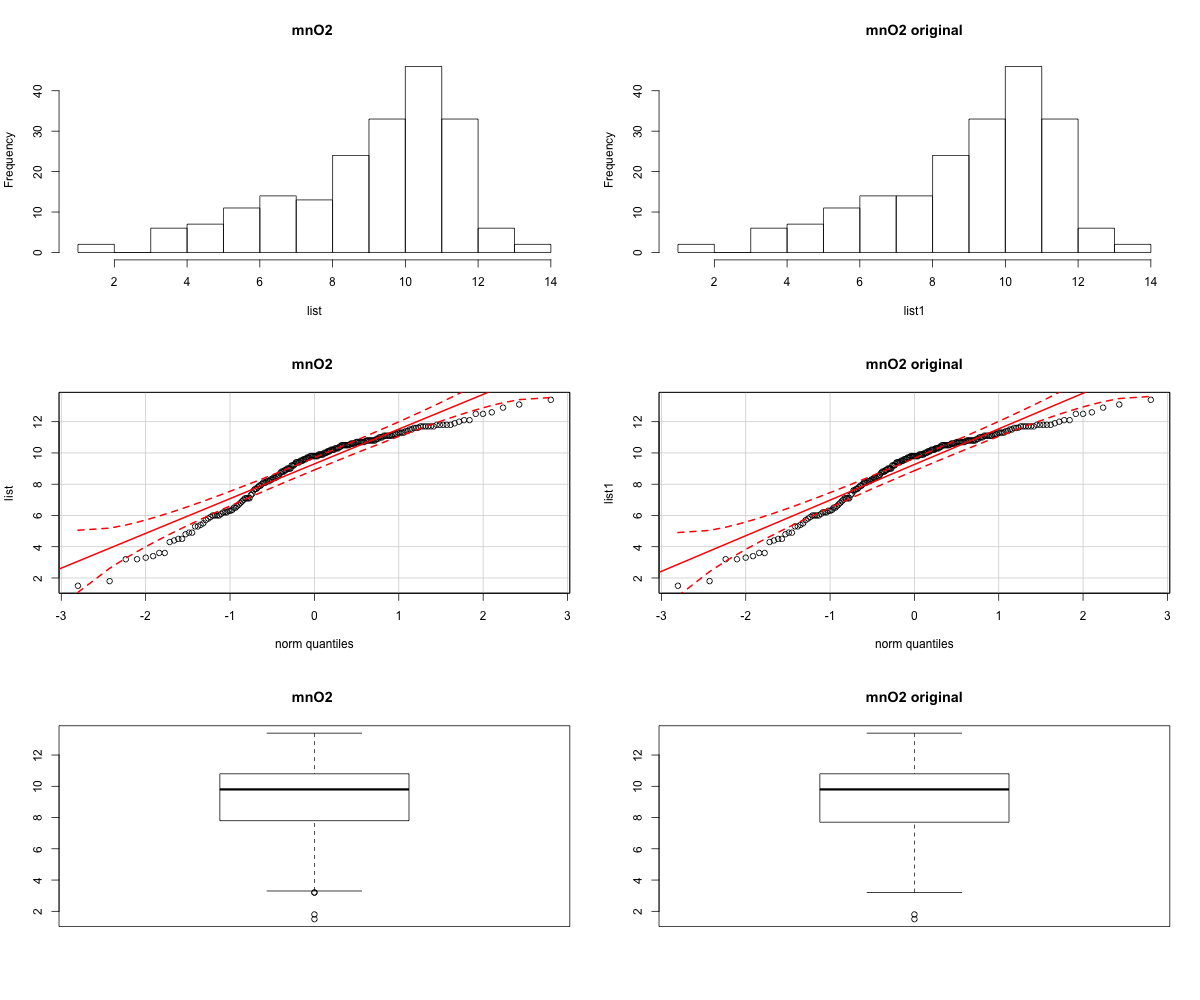 mnO2
Frequency
0 10 20 30 40
2 4 6 8 10 12 14
list
mnO2 original
Frequency
0 10 20 30 40
2 4 6 8 10 12 14
list1
mnO2
list
2 4 6 8 10 12
-3 -2 -1 0 1 2 3
norm quantiles
mnO2 original
list1
2 4 6 8 10 12
-3 -2 -1 0 1 2 3
norm quantiles
mnO2
2 4 6 8 10 12
mnO2 original
2 4 6 8 10 12